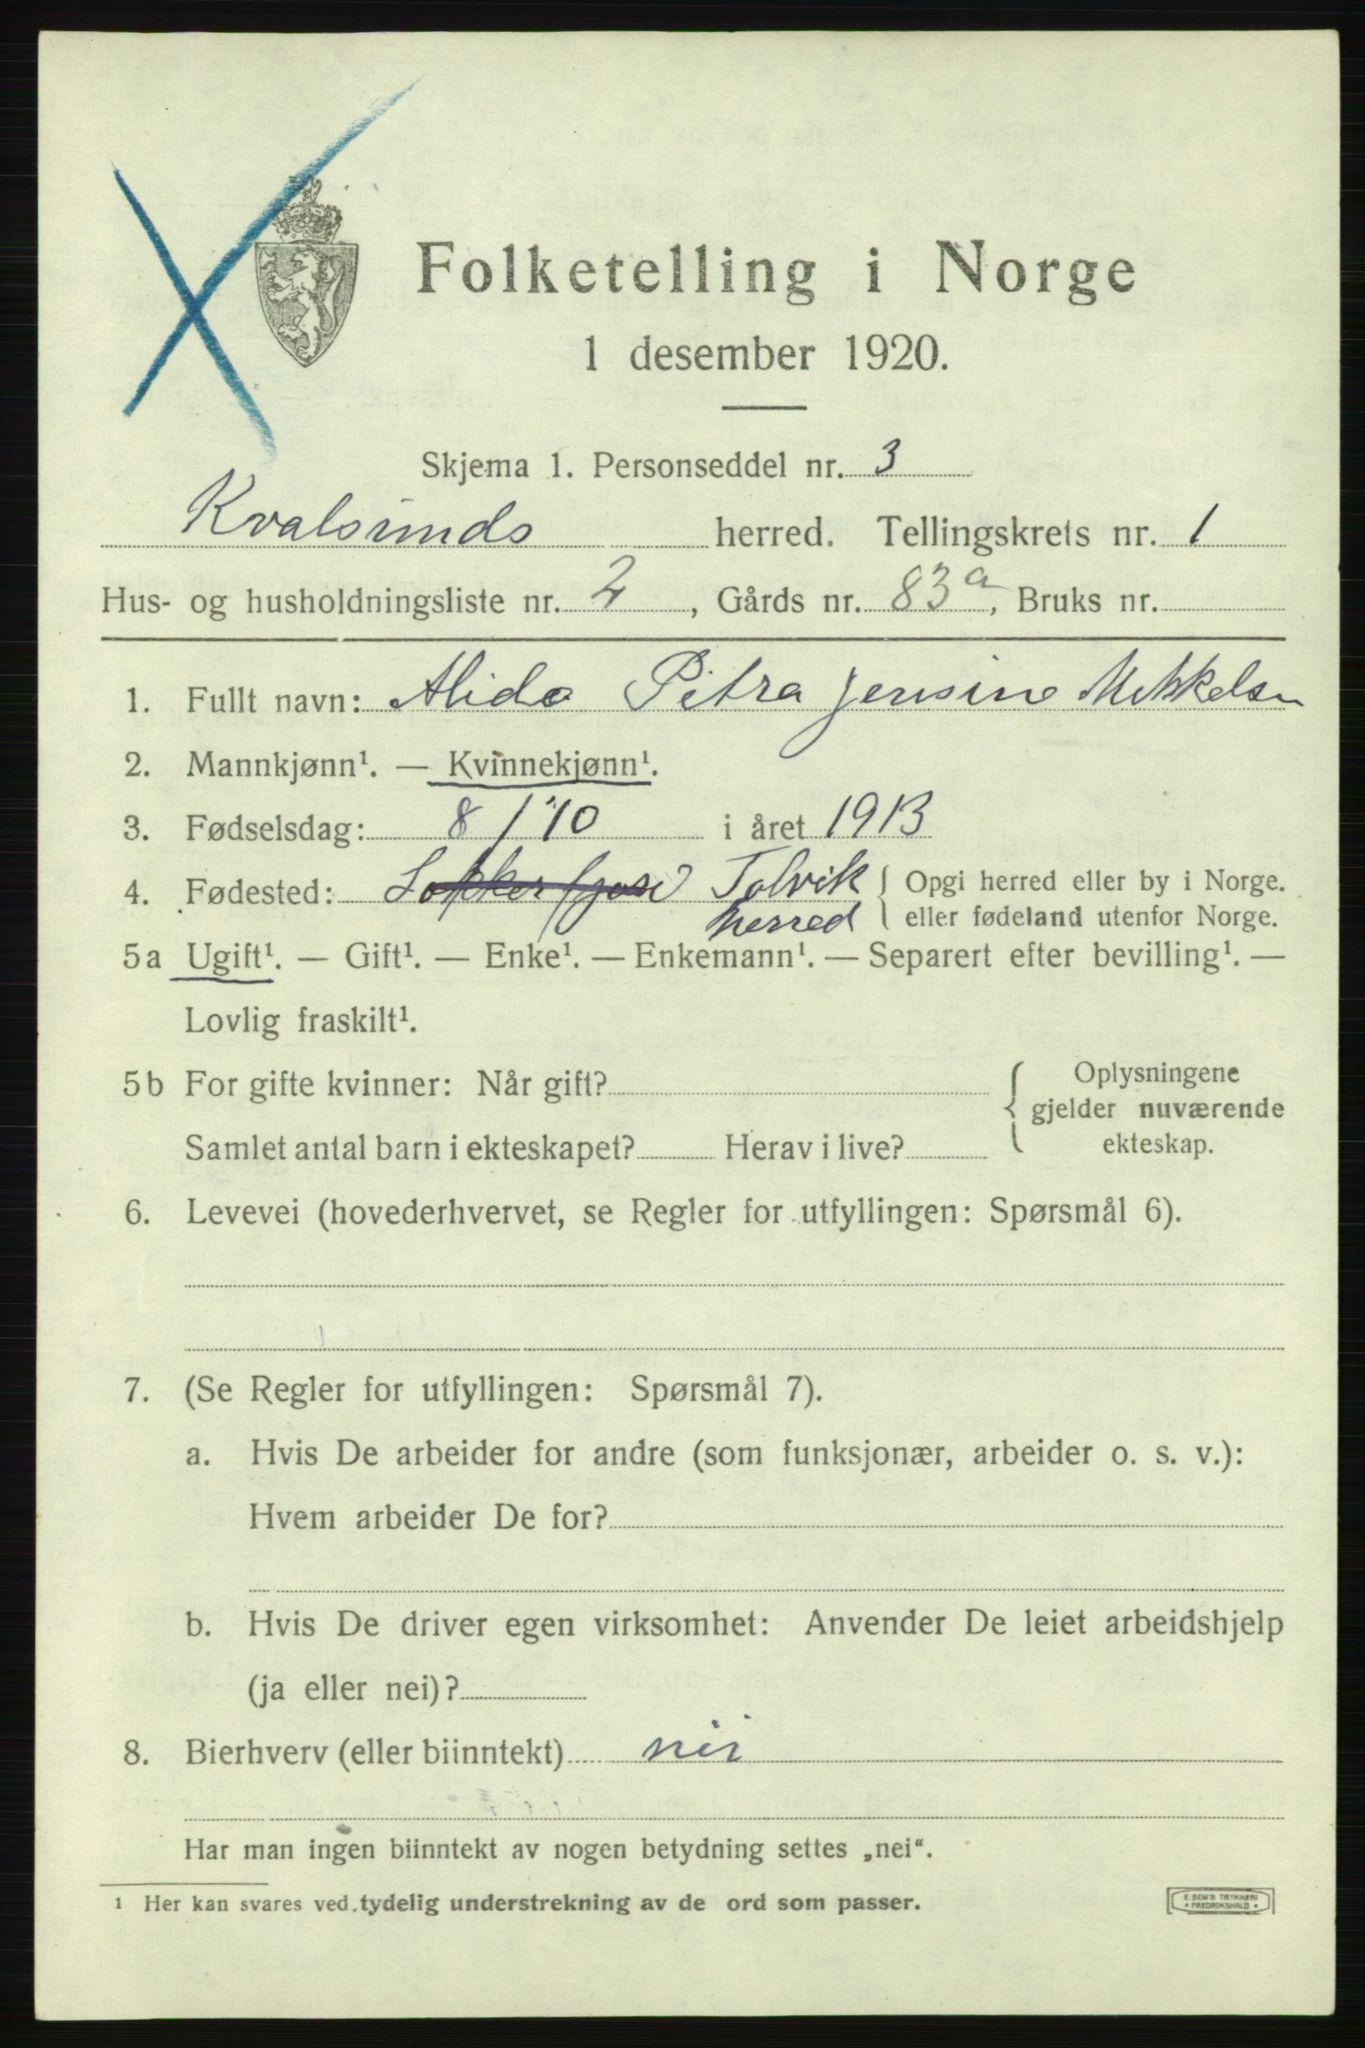 Folketelling i Norge
1 desember 1920.
Skjema 1. Personseddel nr. 3
Kvalsunds herred. Tellingskrets nr. 1
Hus- og husholdningsliste nr. 2, Gårds nr. 83a, Bruks nr.
1. Fullt navn: Alida Petra Jensine Mikkelsen
2. Mannkjønn¹. — Kvinnekjønn¹.
3. Fødselsdag: 8/10 i året 1913
4. Fødested: Talvik { Opgi herred eller by i Norge.
herred eller fødeland utenfor Norge.
5a Ugift¹. — Gift¹. — Enke¹. — Enkemann¹. — Separert efter bevilling¹. —
Lovlig fraskilt¹.
5b For gifte kvinner: Når gift? { Oplysningene
gjelder nuværende
Samlet antal barn i ekteskapet? Herav i live? ekteskap.
6. Levevei (hovederhvervet, se Regler for utfyllingen: Spørsmål 6).
7. (Se Regler for utfyllingen: Spørsmål 7).
a. Hvis De arbeider for andre (som funksjonær, arbeider o. s. v.):
Hvem arbeider De for?
b. Hvis De driver egen virksomhet: Anvender De leiet arbeidshjelp
(ja eller nei)?
8. Bierhverv (eller biinntekt) nei
Har man ingen biinntekt av nogen betydning settes „nei“.
¹ Her kan svares ved tydelig understrekning av de ord som passer.
E SEM'S TRYKKERI
FREDRIKSHALD